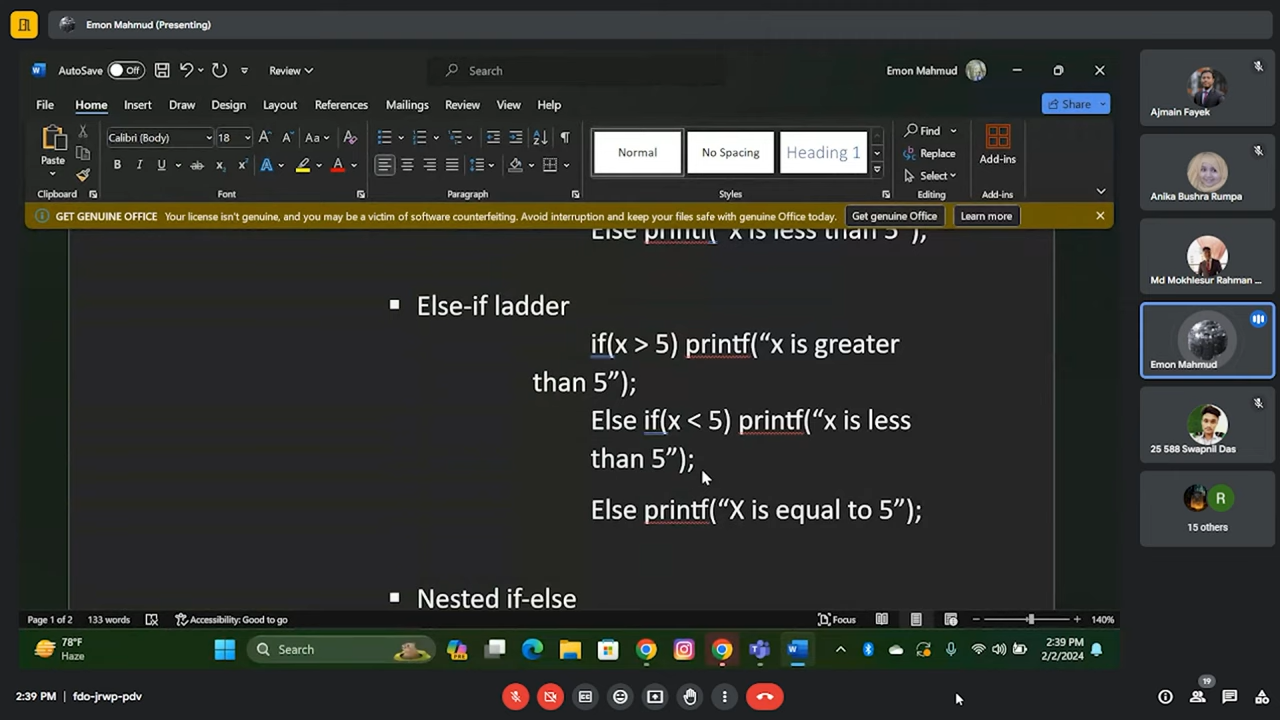 Emon Mahmud (Presenting)
AutoSave Off Review Search Emon Mahmud
File Home Insert Draw Design Layout References Mailings Review View Help Share
Paste Calibri (Body) 18 Aa Normal No Spacing Heading 1 Find Replace Select Add-ins
Clipboard Font Paragraph Styles Editing Add-ins
GET GENUINE OFFICE Your license isn't genuine, and you may be a victim of software counterfeiting. Avoid interruption and keep your files safe with genuine Office today. Get genuine Office Learn more
Else printf(“x is less than 5”);
▪ Else-if ladder
if(x > 5) printf(“x is greater
than 5”);
Else if(x < 5) printf(“x is less
than 5”);
Else printf(“X is equal to 5”);
▪ Nested if-else
Page 1 of 2 133 words Accessibility: Good to go Focus 140%
78°F
Haze
Search
2:39 PM
2/2/2024
2:39 PM | fdo-jrwp-pdv
19
Ajmain Fayek
Anika Bushra Rumpa
Md Mokhlesur Rahman ...
Emon Mahmud
25 588 Swapnil Das
R
15 others